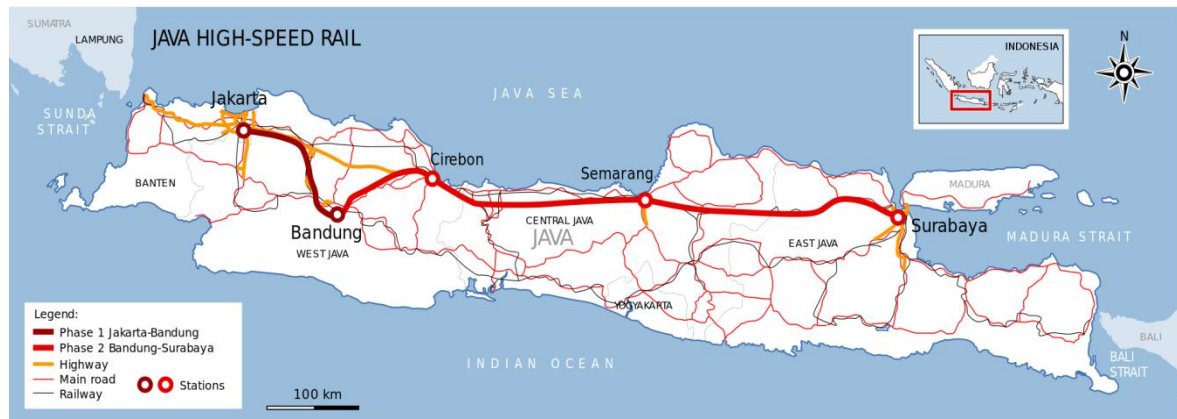 SUMATRA
LAMPUNG
JAVA HIGH-SPEED RAIL
INDONESIA
N
JAVA SEA
SUNDA
STRAIT
Jakarta
Cirebon
Semarang
BANTEN
MADURA
Bandung
CENTRAL JAVA
JAVA
Surabaya
MADURA STRAIT
WEST JAVA
EAST JAVA
YOGYAKARTA
Legend:
Phase 1 Jakarta-Bandung
Phase 2 Bandung-Surabaya
Highway
Main road
Railway
Stations
INDIAN OCEAN
BALI
BALI
STRAIT
100 km